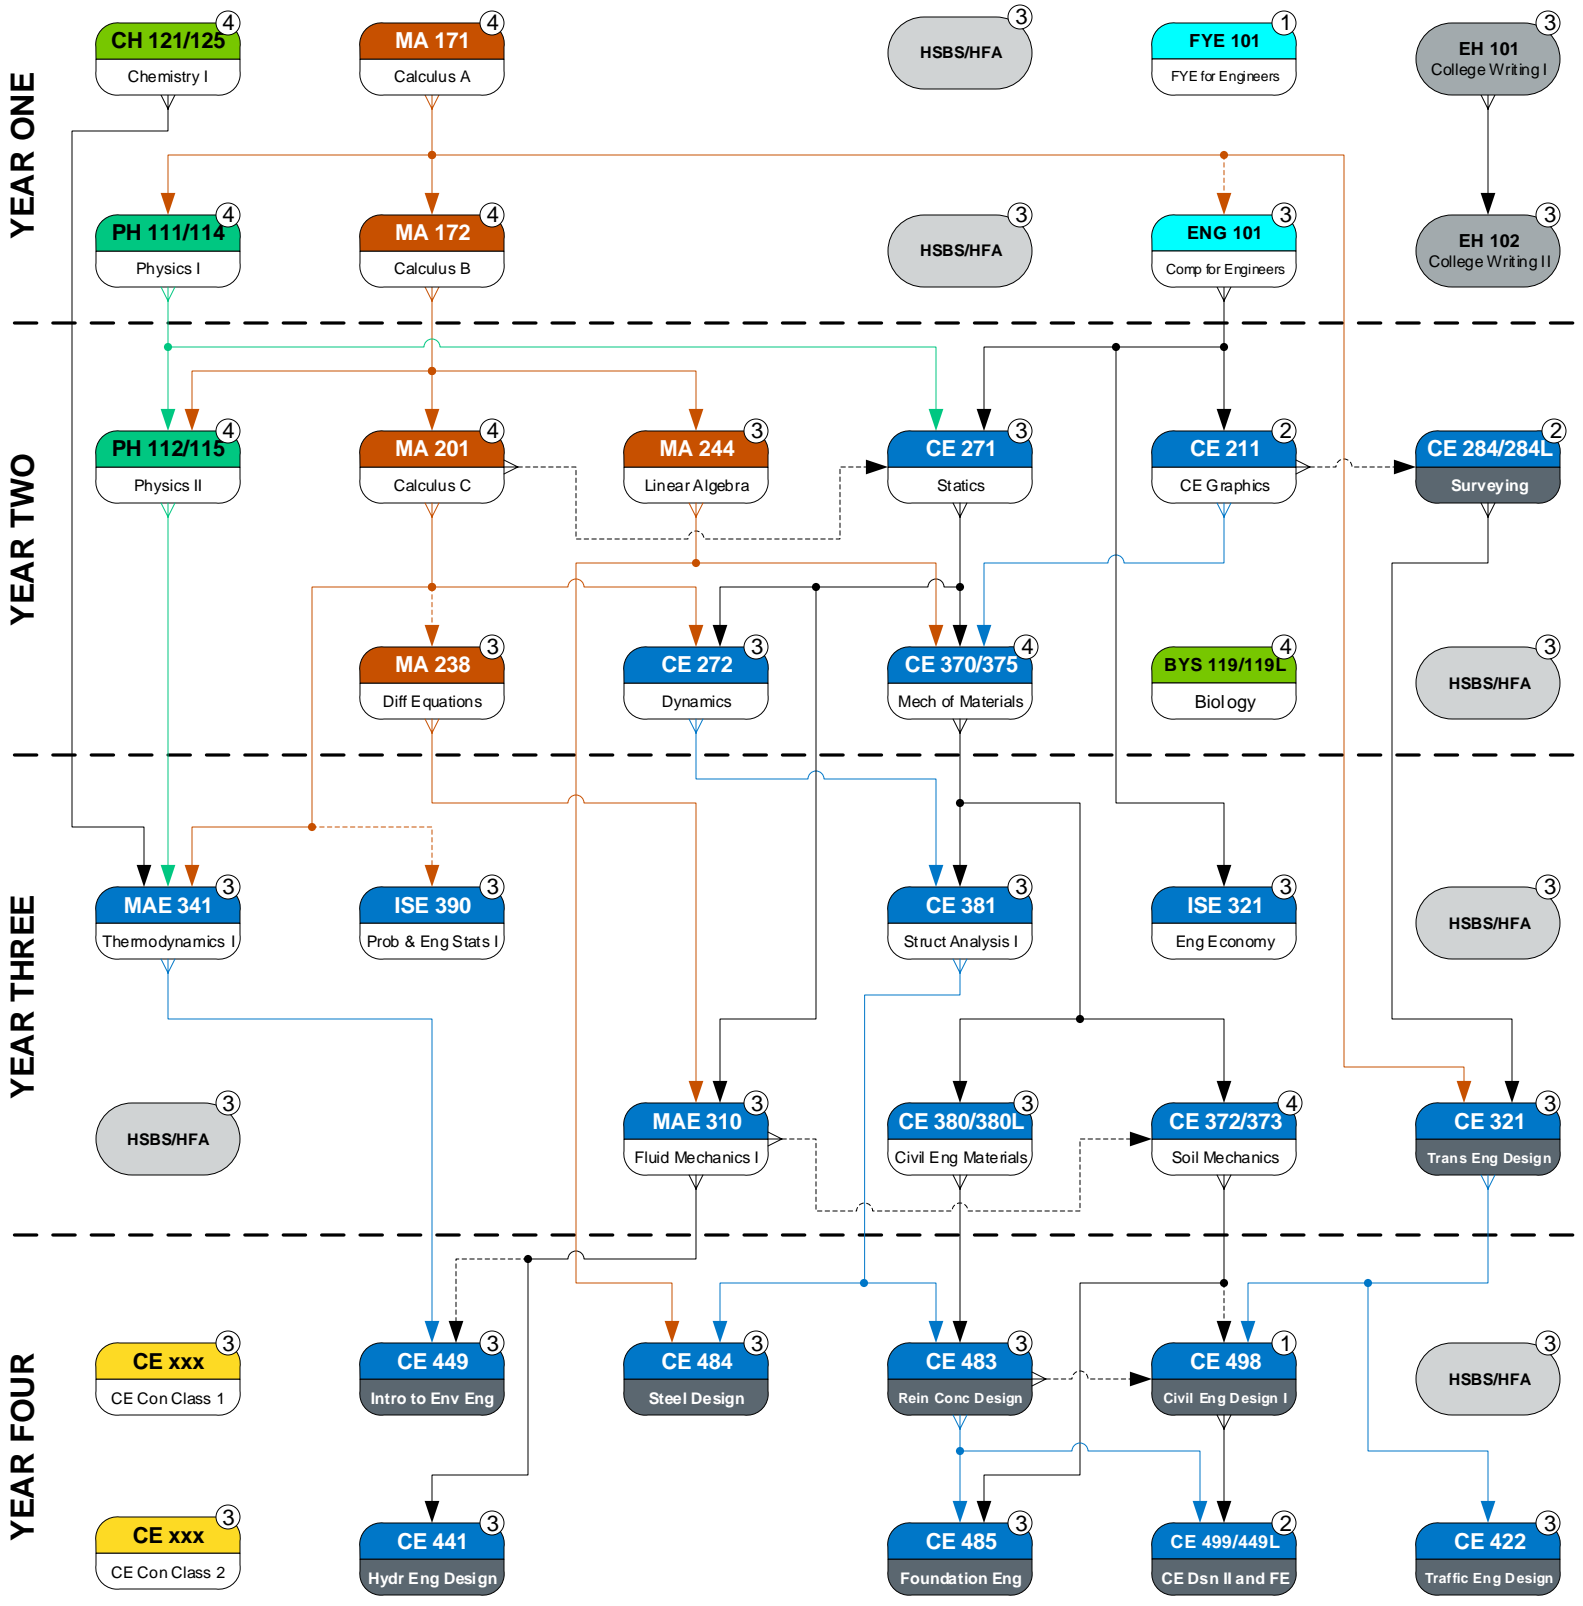 YEAR ONE
CH 121/125
4
Chemistry I
MA 171
4
Calculus A
HSBS/HFA
3
FYE 101
1
FYE for Engineers
EH 101
3
College Writing I
PH 111/114
4
Physics I
MA 172
4
Calculus B
HSBS/HFA
3
ENG 101
3
Comp for Engineers
EH 102
3
College Writing II
YEAR TWO
PH 112/115
4
Physics II
MA 201
4
Calculus C
MA 244
3
Linear Algebra
CE 271
3
Statics
CE 211
2
CE Graphics
CE 284/284L
2
Surveying
MA 238
3
Diff Equations
CE 272
3
Dynamics
CE 370/375
4
Mech of Materials
BYS 119/119L
4
Biology
HSBS/HFA
3
YEAR THREE
MAE 341
3
Thermodynamics I
ISE 390
3
Prob & Eng Stats I
CE 381
3
Struct Analysis I
ISE 321
3
Eng Economy
HSBS/HFA
3
HSBS/HFA
3
MAE 310
3
Fluid Mechanics I
CE 380/380L
3
Civil Eng Materials
CE 372/373
4
Soil Mechanics
CE 321
3
Trans Eng Design
YEAR FOUR
CE xxx
3
CE Con Class 1
CE 449
3
Intro to Env Eng
CE 484
3
Steel Design
CE 483
3
Rein Conc Design
CE 498
1
Civil Eng Design I
HSBS/HFA
3
CE xxx
3
CE Con Class 2
CE 441
3
Hydr Eng Design
CE 485
3
Foundation Eng
CE 499/449L
2
CE Dsn II and FE
CE 422
3
Traffic Eng Design